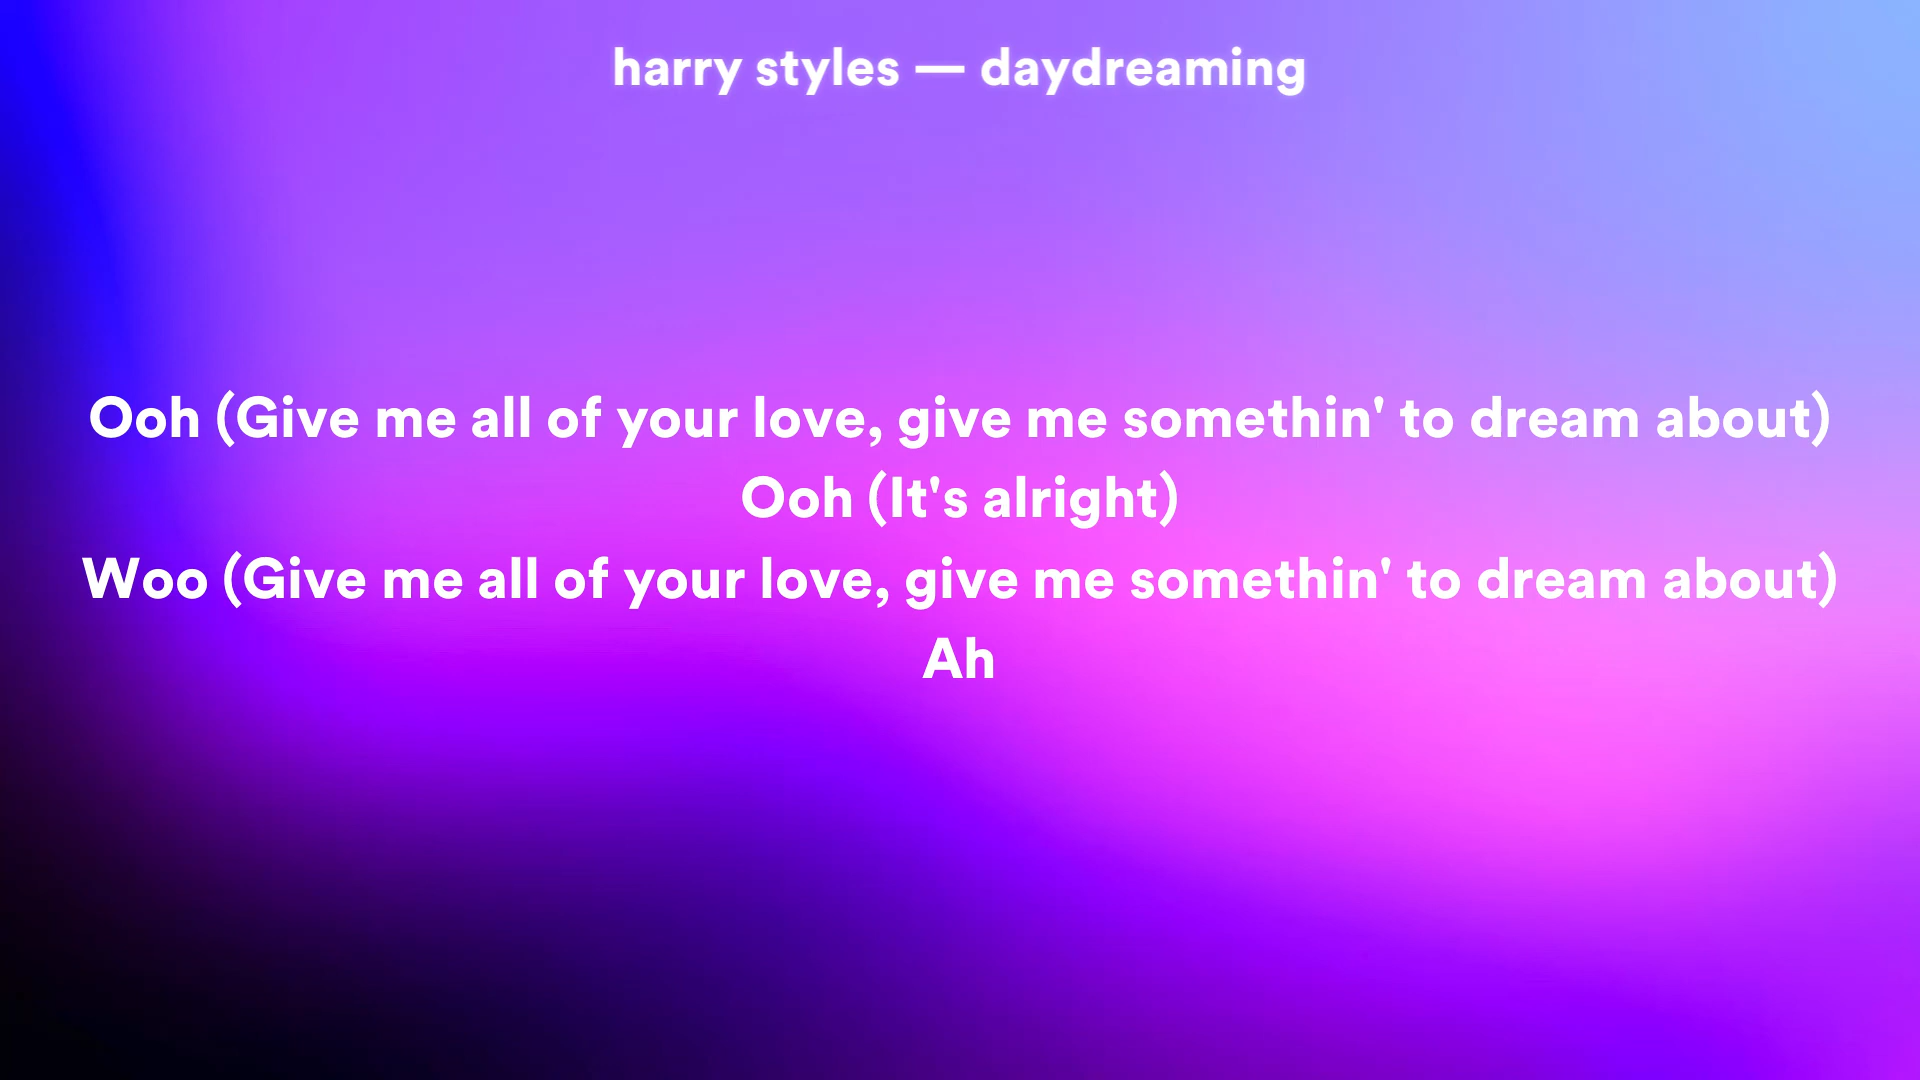 harry styles — daydreaming
Ooh (Give me all of your love, give me somethin' to dream about)
Ooh (It's alright)
Woo (Give me all of your love, give me somethin' to dream about)
Ah